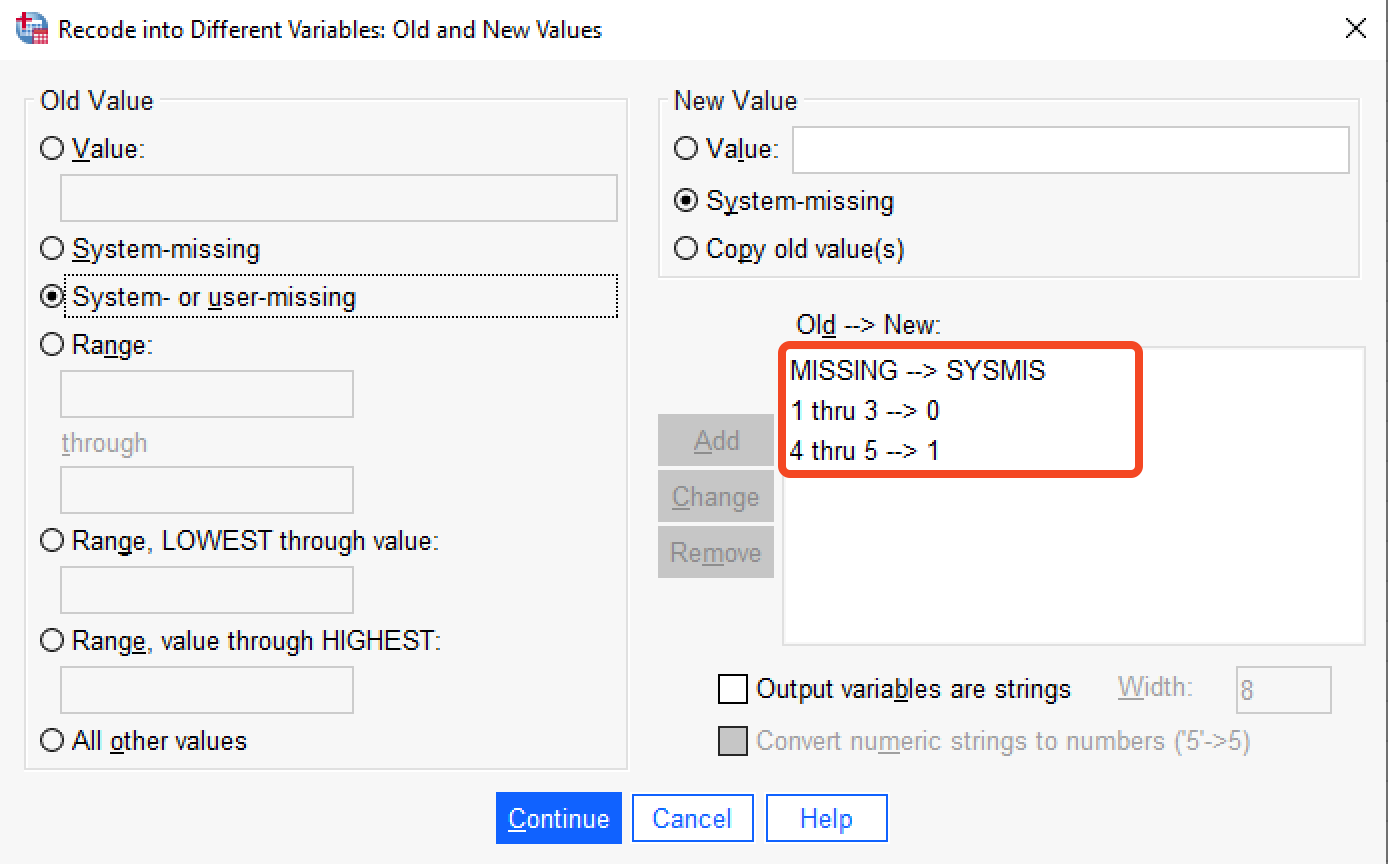 Recode into Different Variables: Old and New Values
Old Value
Value:
System-missing
System- or user-missing
Range:
through
Range, LOWEST through value:
Range, value through HIGHEST:
All other values
New Value
Value:
System-missing
Copy old value(s)
Old --> New:
MISSING --> SYSMIS
1 thru 3 --> 0
4 thru 5 --> 1
Add
Change
Remove
Output variables are strings Width: 8
Convert numeric strings to numbers ('5'->5)
Continue Cancel Help